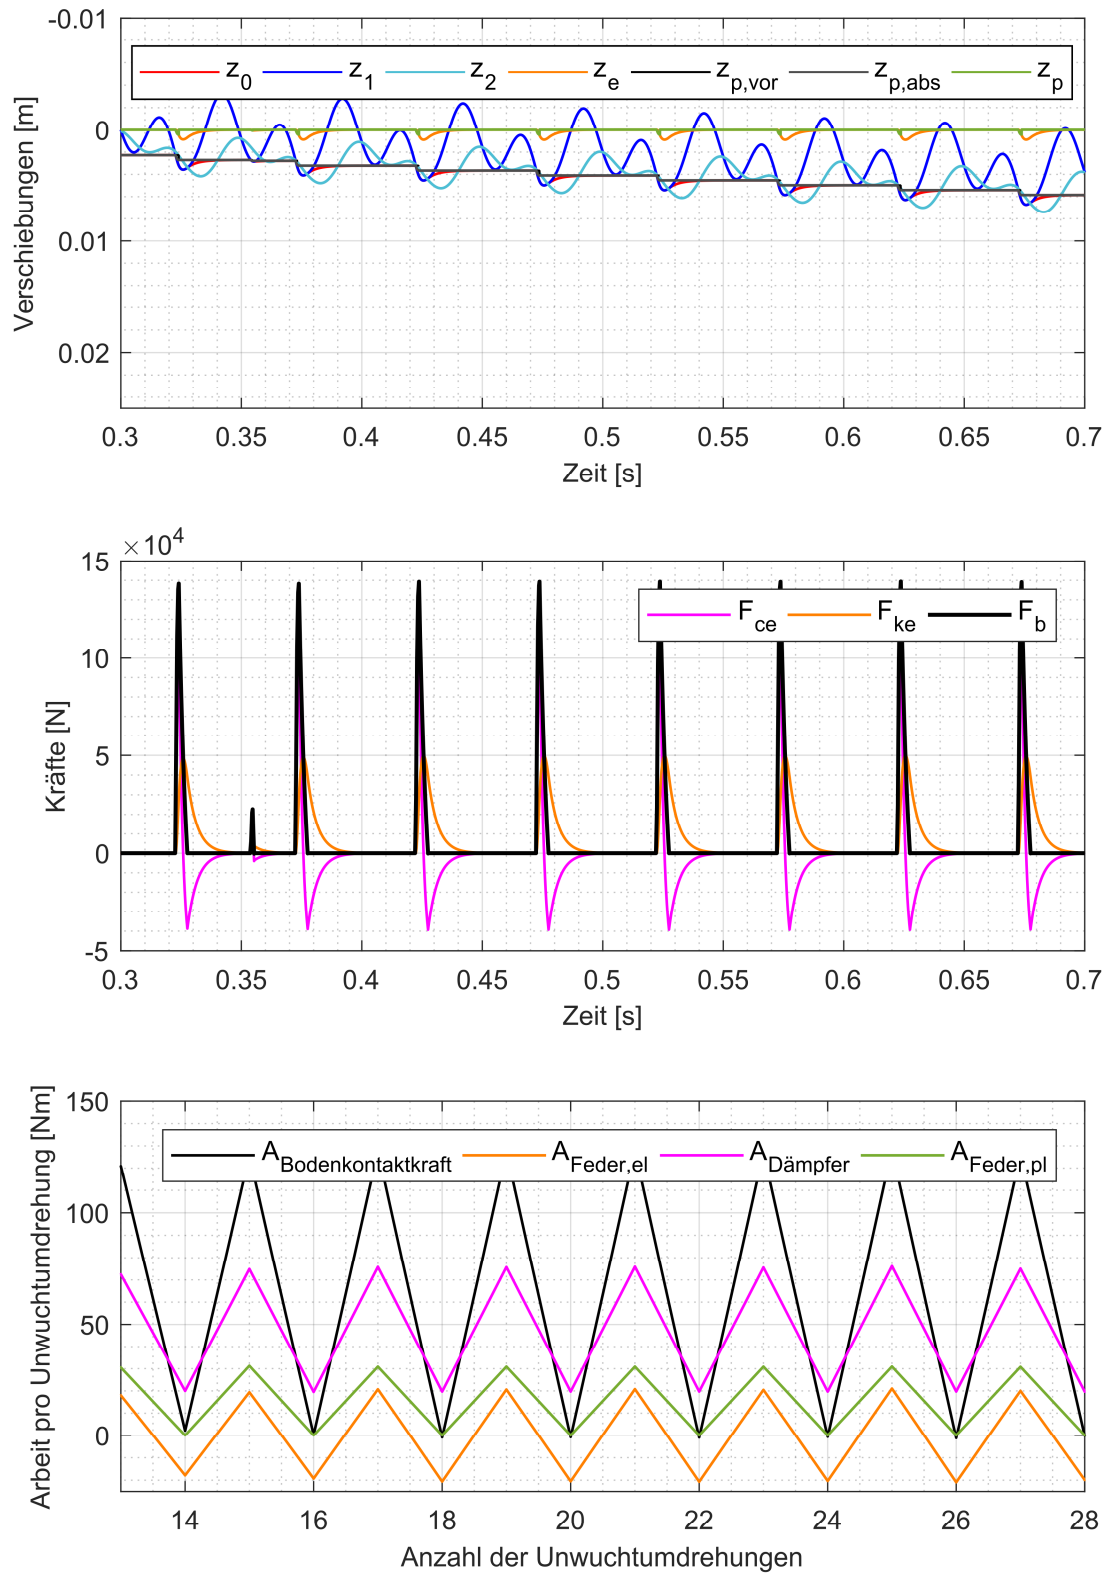 -0.01
z0 z1 z2 ze zp,vor zp,abs zp
0
0.01
0.02
Verschiebungen [m]
0.3 0.35 0.4 0.45 0.5 0.55 0.6 0.65 0.7
Zeit [s]
×10^4
15
Fce Fke Fb
10
5
0
-5
Kräfte [N]
0.3 0.35 0.4 0.45 0.5 0.55 0.6 0.65 0.7
Zeit [s]
150
ABodenkontaktkraft AFeder,el ADämpfer AFeder,pl
100
50
0
Arbeit pro Unwuchtumdrehung [Nm]
14 16 18 20 22 24 26 28
Anzahl der Unwuchtumdrehungen